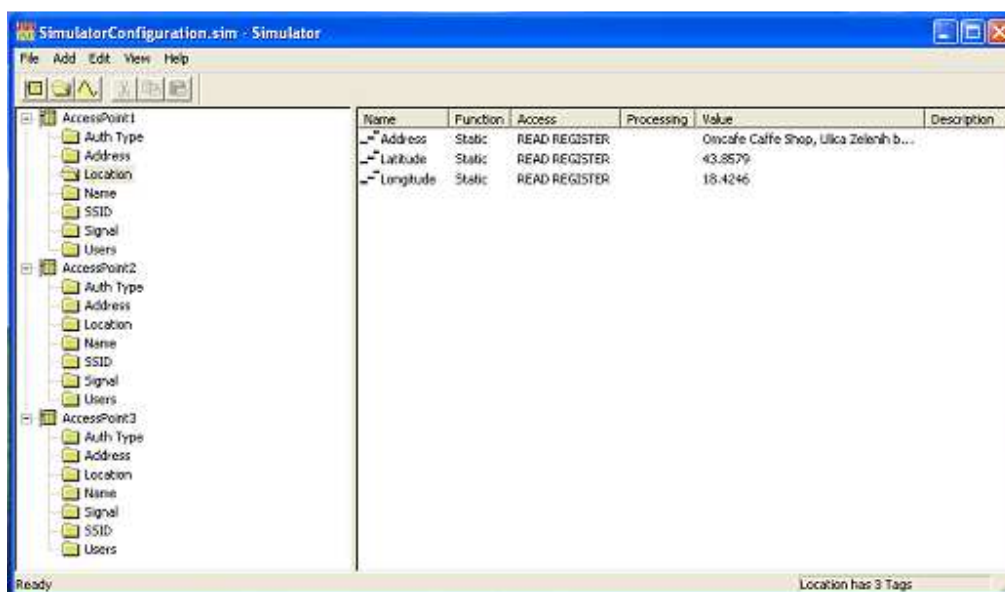 SimulatorConfiguration.sim - Simulator
File Add Edit View Help
AccessPoint1
Auth Type
Address
Location
Name
SSID
Signal
Users
AccessPoint2
Auth Type
Address
Location
Name
SSID
Signal
Users
AccessPoint3
Auth Type
Address
Location
Name
Signal
SSID
Users
Name Function Access Processing Value Description
Address Static READ REGISTER Omcafe Caffe Shop, Ulica Zelenih b...
Latitude Static READ REGISTER 43.8579
Longitude Static READ REGISTER 18.4246
Ready Location has 3 Tags